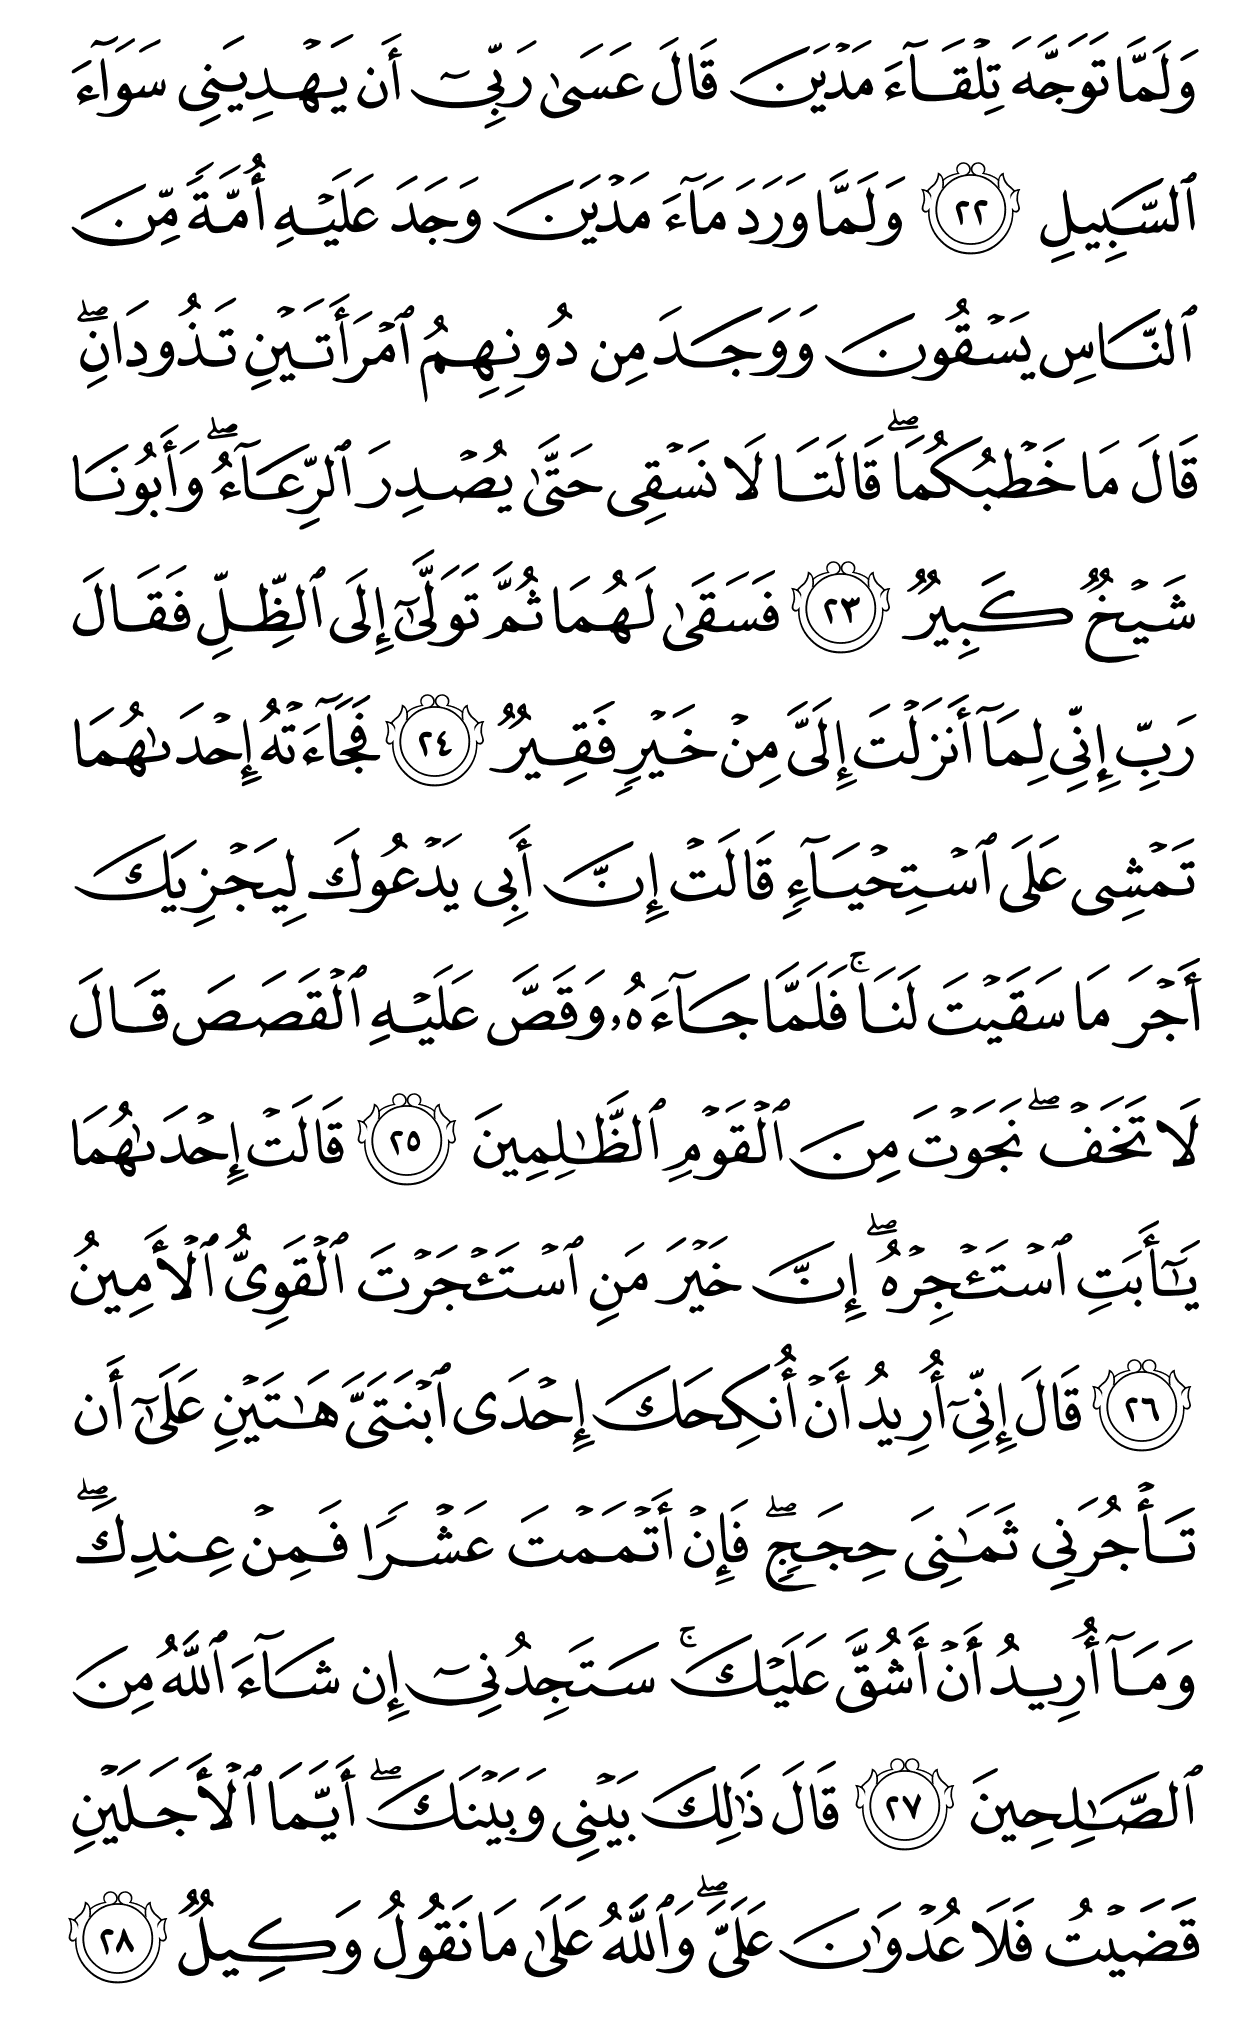 وَلَمَّا تَوَجَّهَ تِلْقَآءَ مَدْيَنَ قَالَ عَسَىٰ رَبِّىٓ أَن يَهْدِيَنِى سَوَآءَ
ٱلسَّبِيلِ ٢٢ وَلَمَّا وَرَدَ مَآءَ مَدْيَنَ وَجَدَ عَلَيْهِ أُمَّةً مِّنَ
ٱلنَّاسِ يَسْقُونَ وَوَجَدَ مِن دُونِهِمُ ٱمْرَأَتَيْنِ تَذُودَانِۖ
قَالَ مَا خَطْبُكُمَاۖ قَالَتَا لَا نَسْقِى حَتَّىٰ يُصْدِرَ ٱلرِّعَآءُۖ وَأَبُونَا
شَيْخٌ كَبِيرٌ ٢٣ فَسَقَىٰ لَهُمَا ثُمَّ تَوَلَّىٰٓ إِلَى ٱلظِّلِّ فَقَالَ
رَبِّ إِنِّى لِمَآ أَنزَلْتَ إِلَىَّ مِنْ خَيْرٍ فَقِيرٌ ٢٤ فَجَآءَتْهُ إِحْدَىٰهُمَا
تَمْشِى عَلَى ٱسْتِحْيَآءٍ قَالَتْ إِنَّ أَبِى يَدْعُوكَ لِيَجْزِيَكَ
أَجْرَ مَا سَقَيْتَ لَنَاۚ فَلَمَّا جَآءَهُۥ وَقَصَّ عَلَيْهِ ٱلْقَصَصَ قَالَ
لَا تَخَفْۖ نَجَوْتَ مِنَ ٱلْقَوْمِ ٱلظَّـٰلِمِينَ ٢٥ قَالَتْ إِحْدَىٰهُمَا
يَـٰٓأَبَتِ ٱسْتَـْٔجِرْهُۖ إِنَّ خَيْرَ مَنِ ٱسْتَـْٔجَرْتَ ٱلْقَوِىُّ ٱلْأَمِينُ
٢٦ قَالَ إِنِّىٓ أُرِيدُ أَنْ أُنكِحَكَ إِحْدَى ٱبْنَتَىَّ هَـٰتَيْنِ عَلَىٰٓ أَن
تَأْجُرَنِى ثَمَـٰنِىَ حِجَجٍۖ فَإِنْ أَتْمَمْتَ عَشْرًا فَمِنْ عِندِكَۖ
وَمَآ أُرِيدُ أَنْ أَشُقَّ عَلَيْكَۚ سَتَجِدُنِىٓ إِن شَآءَ ٱللَّهُ مِنَ
ٱلصَّـٰلِحِينَ ٢٧ قَالَ ذَٰلِكَ بَيْنِى وَبَيْنَكَۖ أَيَّمَا ٱلْأَجَلَيْنِ
قَضَيْتُ فَلَا عُدْوَٰنَ عَلَىَّۖ وَٱللَّهُ عَلَىٰ مَا نَقُولُ وَكِيلٌ ٢٨